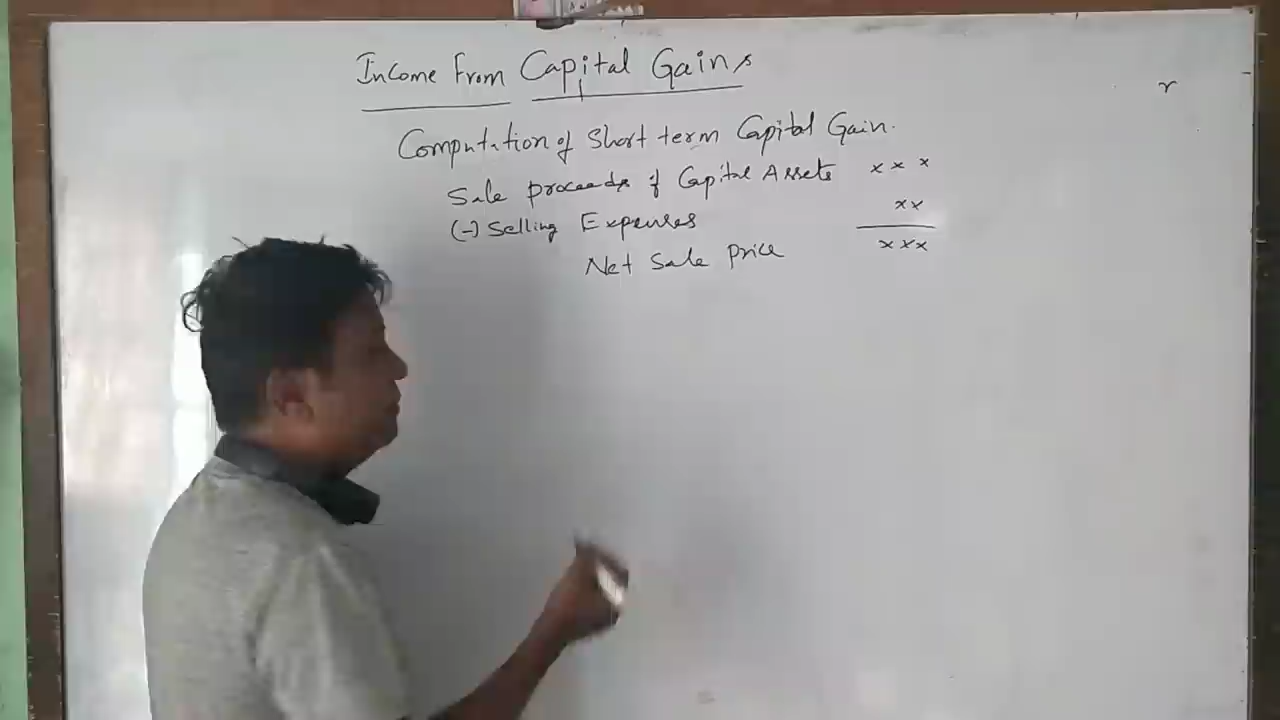 Income From Capital Gains
Computation of Short term Capital Gain.
Sale proceeds of Capital Assets xxx
(-) Selling Expenses xx
Net Sale Price xxx
r